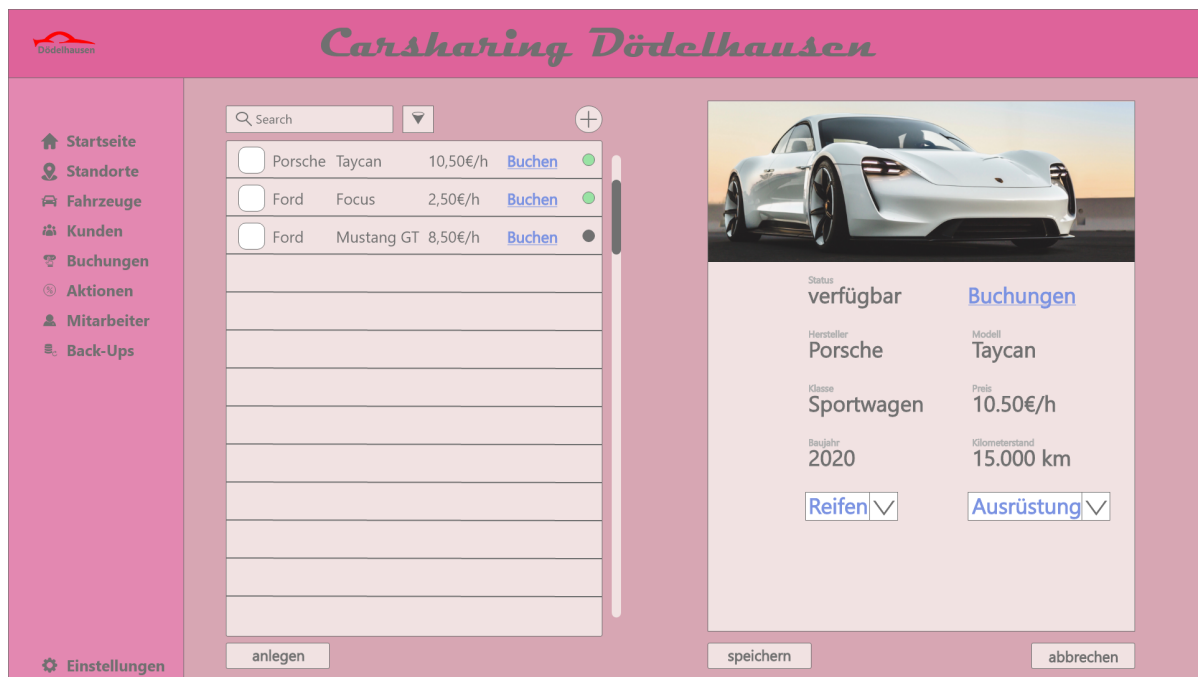 Dödelhausen
Carsharing Dödelhausen
Startseite
Standorte
Fahrzeuge
Kunden
Buchungen
Aktionen
Mitarbeiter
Back-Ups
Einstellungen
Search
Porsche Taycan 10,50€/h Buchen
Ford Focus 2,50€/h Buchen
Ford Mustang GT 8,50€/h Buchen
anlegen
Status
verfügbar Buchungen
Hersteller Modell
Porsche Taycan
Klasse Preis
Sportwagen 10.50€/h
Baujahr Kilometerstand
2020 15.000 km
Reifen Ausrüstung
speichern abbrechen